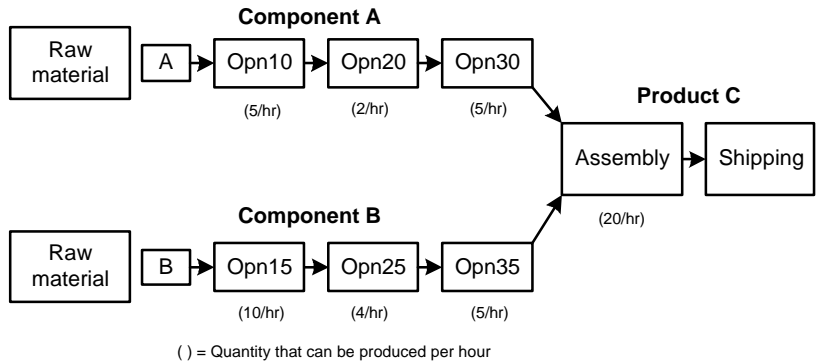 Component A
Raw
material
A
Opn10
Opn20
Opn30
(5/hr)
(2/hr)
(5/hr)
Product C
Assembly
Shipping
(20/hr)
Component B
Raw
material
B
Opn15
Opn25
Opn35
(10/hr)
(4/hr)
(5/hr)
( ) = Quantity that can be produced per hour